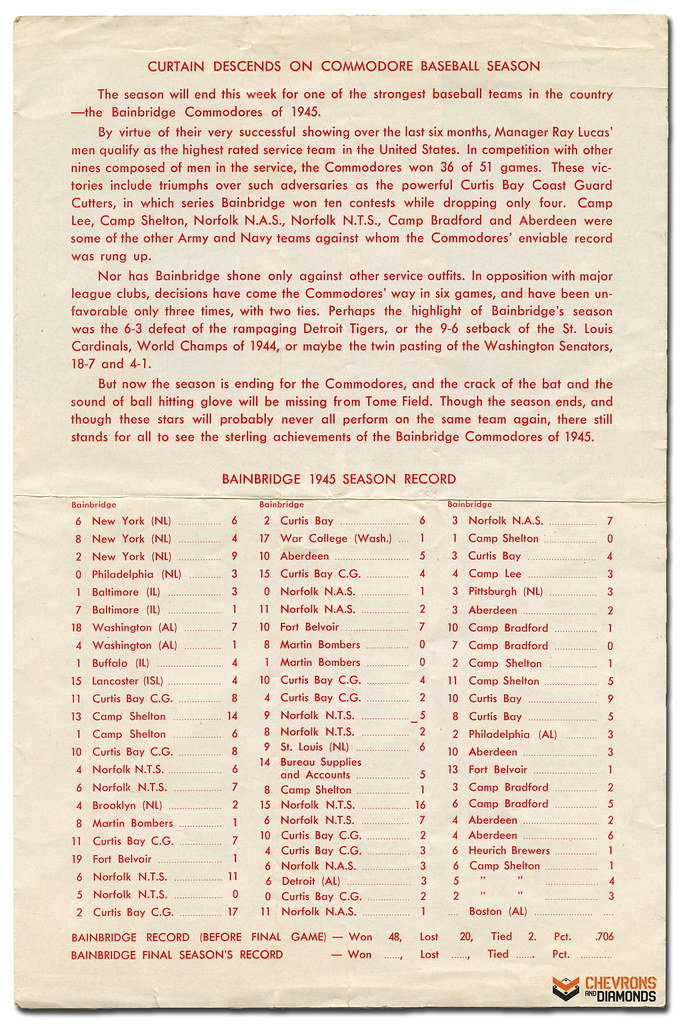 CURTAIN DESCENDS ON COMMODORE BASEBALL SEASON
The season will end this week for one of the strongest baseball teams in the country
—the Bainbridge Commodores of 1945.
By virtue of their very successful showing over the last six months, Manager Ray Lucas'
men qualify as the highest rated service team in the United States. In competition with other
nines composed of men in the service, the Commodores won 36 of 51 games. These vic-
tories include triumphs over such adversaries as the powerful Curtis Bay Coast Guard
Cutters, in which series Bainbridge won ten contests while dropping only four. Camp
Lee, Camp Shelton, Norfolk N.A.S., Norfolk N.T.S., Camp Bradford and Aberdeen were
some of the other Army and Navy teams against whom the Commodores' enviable record
was rung up.
Nor has Bainbridge shone only against other service outfits. In opposition with major
league clubs, decisions have come the Commodores' way in six games, and have been un-
favorable only three times, with two ties. Perhaps the highlight of Bainbridge's season
was the 6-3 defeat of the rampaging Detroit Tigers, or the 9-6 setback of the St. Louis
Cardinals, World Champs of 1944, or maybe the twin pasting of the Washington Senators,
18-7 and 4-1.
But now the season is ending for the Commodores, and the crack of the bat and the
sound of ball hitting glove will be missing from Tome Field. Though the season ends, and
though these stars will probably never all perform on the same team again, there still
stands for all to see the sterling achievements of the Bainbridge Commodores of 1945.
BAINBRIDGE 1945 SEASON RECORD
Bainbridge
6 New York (NL) .......... 6
8 New York (NL) .......... 4
2 New York (NL) .......... 9
0 Philadelphia (NL) .......... 3
1 Baltimore (IL) .......... 3
7 Baltimore (IL) .......... 1
18 Washington (AL) .......... 7
4 Washington (AL) .......... 1
1 Buffalo (IL) .......... 4
15 Lancaster (ISL) .......... 4
11 Curtis Bay C.G. .......... 8
13 Camp Shelton .......... 14
1 Camp Shelton .......... 6
10 Curtis Bay C.G. .......... 8
4 Norfolk N.T.S. .......... 6
6 Norfolk N.T.S. .......... 7
4 Brooklyn (NL) .......... 2
8 Martin Bombers .......... 1
11 Curtis Bay C.G. .......... 7
19 Fort Belvoir .......... 1
6 Norfolk N.T.S. .......... 11
5 Norfolk N.T.S. .......... 0
2 Curtis Bay C.G. .......... 17
Bainbridge
2 Curtis Bay .......... 6
17 War College (Wash.) .......... 1
10 Aberdeen .......... 5
15 Curtis Bay C.G. .......... 4
0 Norfolk N.A.S. .......... 1
11 Norfolk N.A.S. .......... 2
10 Fort Belvoir .......... 7
8 Martin Bombers .......... 0
1 Martin Bombers .......... 0
10 Curtis Bay C.G. .......... 4
4 Curtis Bay C.G. .......... 2
9 Norfolk N.T.S. .......... 5
8 Norfolk N.T.S. .......... 2
9 St. Louis (NL) .......... 6
14 Bureau Supplies
and Accounts .......... 5
8 Camp Shelton .......... 1
15 Norfolk N.T.S. .......... 16
6 Norfolk N.T.S. .......... 7
10 Curtis Bay C.G. .......... 2
4 Curtis Bay C.G. .......... 3
6 Norfolk N.A.S. .......... 3
6 Detroit (AL) .......... 3
0 Curtis Bay C.G. .......... 2
11 Norfolk N.A.S. .......... 1
Bainbridge
3 Norfolk N.A.S. .......... 7
1 Camp Shelton .......... 0
3 Curtis Bay .......... 4
4 Camp Lee .......... 3
3 Pittsburgh (NL) .......... 3
3 Aberdeen .......... 2
10 Camp Bradford .......... 1
7 Camp Bradford .......... 0
2 Camp Shelton .......... 1
11 Camp Shelton .......... 5
10 Curtis Bay .......... 9
8 Curtis Bay .......... 5
2 Philadelphia (AL) .......... 3
10 Aberdeen .......... 3
13 Fort Belvoir .......... 1
3 Camp Bradford .......... 2
6 Camp Bradford .......... 5
4 Aberdeen .......... 2
4 Aberdeen .......... 6
6 Heurich Brewers .......... 1
6 Camp Shelton .......... 1
5 " " .......... 4
2 " " .......... 3
.... Boston (AL) .......... ....
BAINBRIDGE RECORD (BEFORE FINAL GAME) — Won 48, Lost 20, Tied 2. Pct. .706
BAINBRIDGE FINAL SEASON'S RECORD — Won ....., Lost ....., Tied ..... Pct. ..........
CHEVRONS
AND DIAMONDS